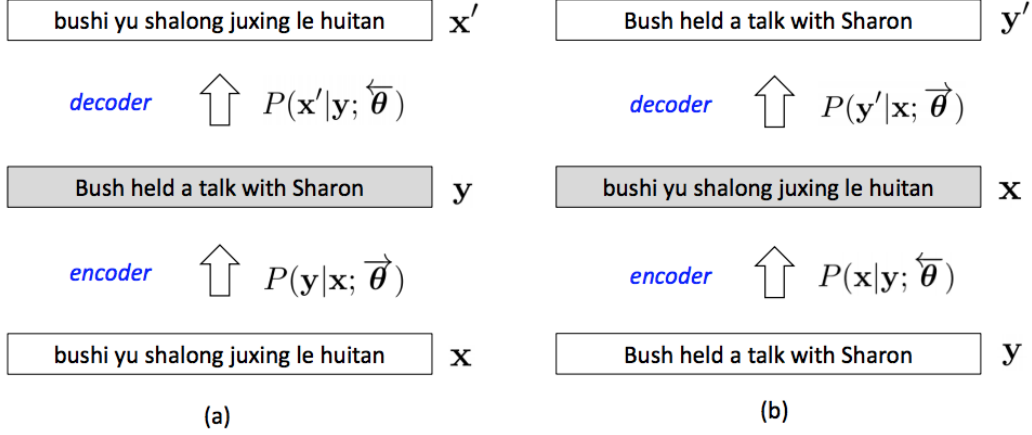 bushi yu shalong juxing le huitan x′
decoder P(x′|y; θ⃖)
Bush held a talk with Sharon y
encoder P(y|x; θ⃗)
bushi yu shalong juxing le huitan x
(a)
Bush held a talk with Sharon y′
decoder P(y′|x; θ⃗)
bushi yu shalong juxing le huitan x
encoder P(x|y; θ⃖)
Bush held a talk with Sharon y
(b)